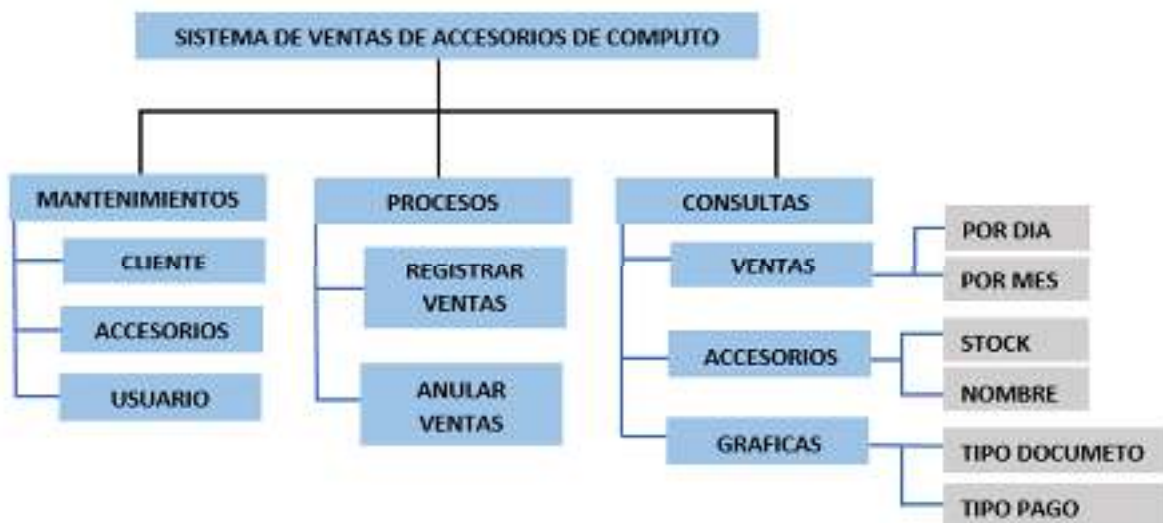 SISTEMA DE VENTAS DE ACCESORIOS DE COMPUTO
MANTENIMIENTOS
CLIENTE
ACCESORIOS
USUARIO
PROCESOS
REGISTRAR
VENTAS
ANULAR
VENTAS
CONSULTAS
VENTAS
POR DIA
POR MES
ACCESORIOS
STOCK
NOMBRE
GRAFICAS
TIPO DOCUMETO
TIPO PAGO